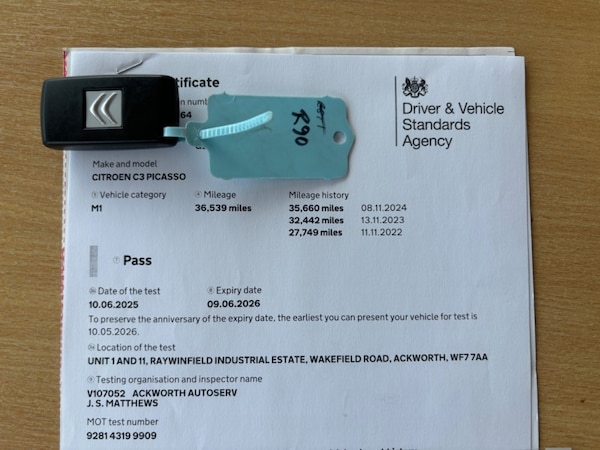 tificate
Driver & Vehicle
Standards
Agency
n numb
64
R90
Make and model
CITROEN C3 PICASSO
Vehicle category
M1
Mileage
36,539 miles
Mileage history
35,660 miles 08.11.2024
32,442 miles 13.11.2023
27,749 miles 11.11.2022
Pass
Date of the test
10.06.2025
Expiry date
09.06.2026
To preserve the anniversary of the expiry date, the earliest you can present your vehicle for test is
10.05.2026.
Location of the test
UNIT 1 AND 11, RAYWINFIELD INDUSTRIAL ESTATE, WAKEFIELD ROAD, ACKWORTH, WF7 7AA
Testing organisation and inspector name
V107052 ACKWORTH AUTOSERV
J. S. MATTHEWS
MOT test number
9281 4319 9909